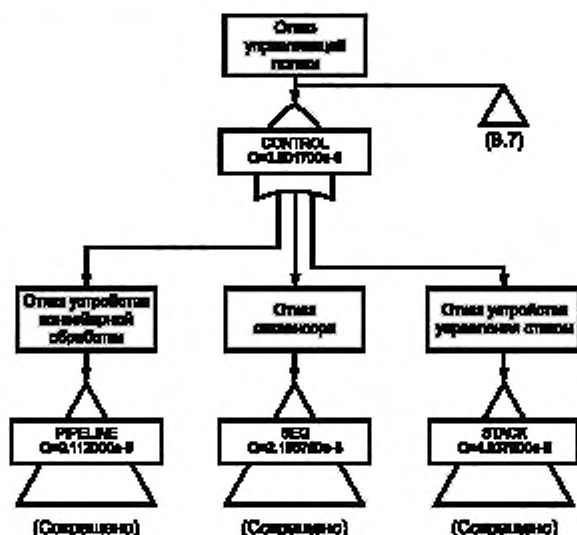 Отказ
управляющей
логики
(B.7)
CONTROL
Отказ устройства
конвейерной
обработки
Отказ
секвенсора
Отказ устройства
управления стеком
PIPELINE
SEQ
STACK
(Сокращено)
(Сокращено)
(Сокращено)